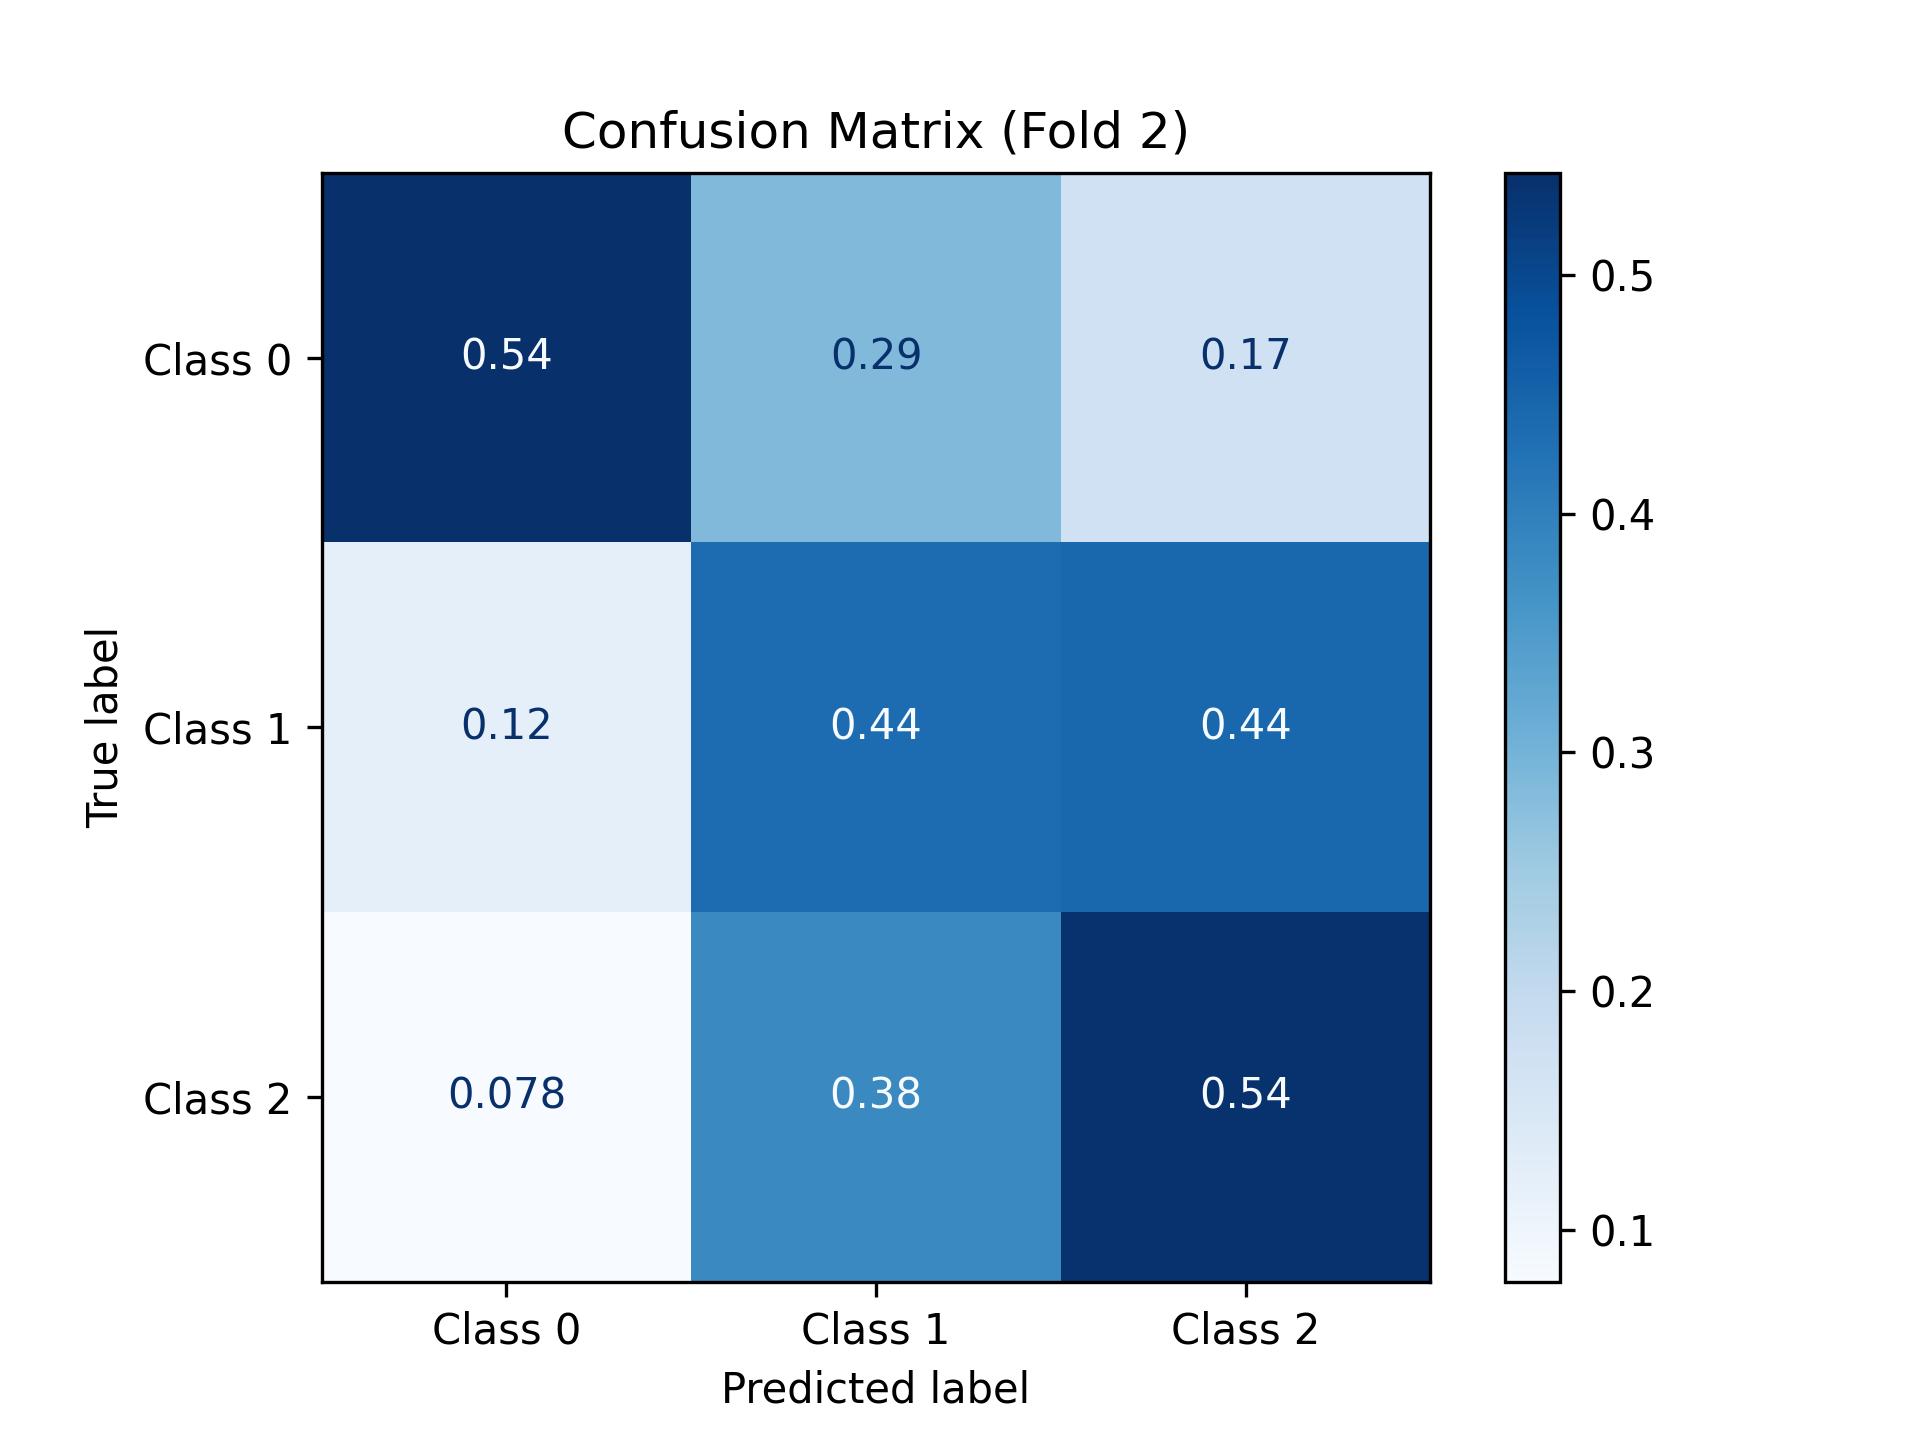 Confusion Matrix (Fold 2)
True label
Class 0
0.54 0.29 0.17
Class 1
0.12 0.44 0.44
Class 2
0.078 0.38 0.54
Class 0 Class 1 Class 2
Predicted label
0.5
0.4
0.3
0.2
0.1